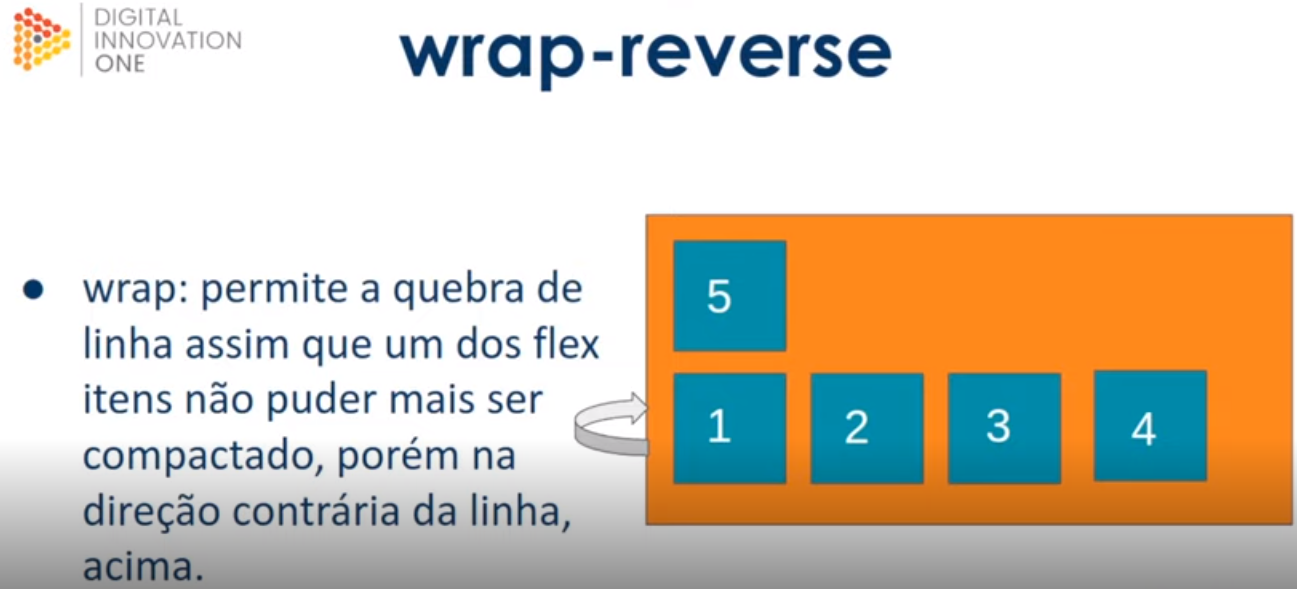 DIGITAL
INNOVATION
ONE
wrap-reverse
● wrap: permite a quebra de
linha assim que um dos flex
itens não puder mais ser
compactado, porém na
direção contrária da linha,
acima.
5
1 2 3 4